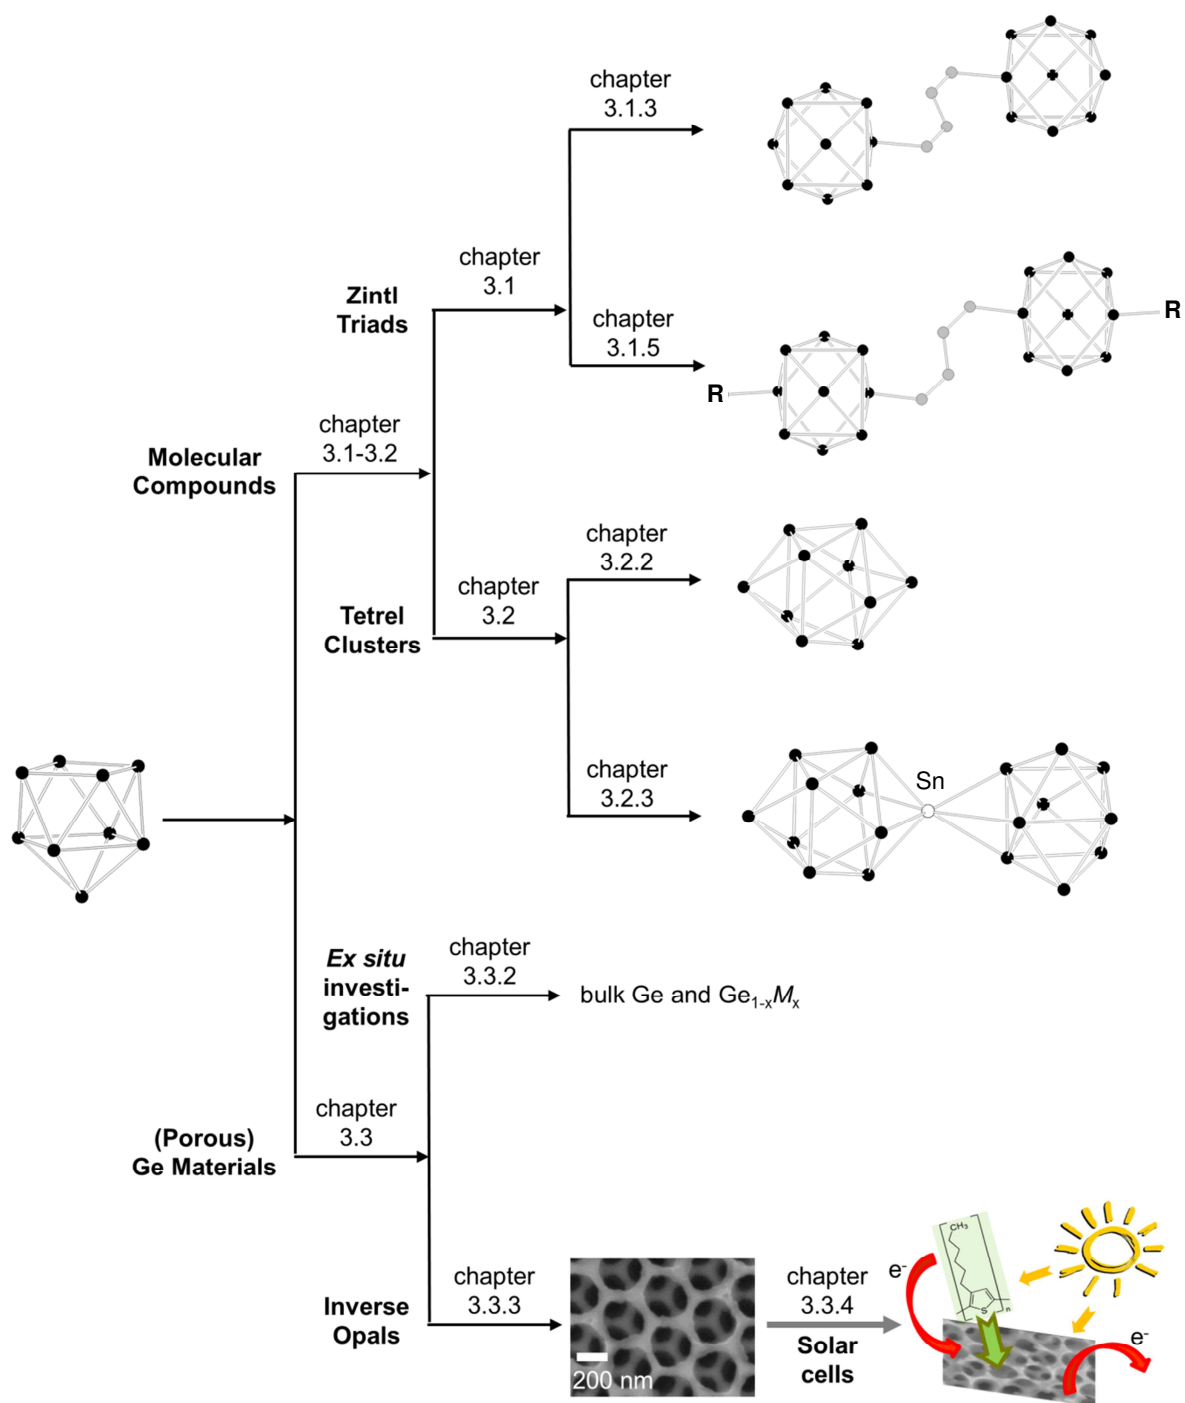 chapter
3.1.3
chapter
3.1
Zintl
Triads
R
chapter
3.1.5
R
chapter
3.1-3.2
Molecular
Compounds
chapter
3.2.2
chapter
3.2
Tetrel
Clusters
chapter
3.2.3
Sn
Ex situ
investi-
gations
chapter
3.3.2
bulk Ge and Ge1-xMx
chapter
3.3
(Porous)
Ge Materials
chapter
3.3.3
Inverse
Opals
200 nm
chapter
3.3.4
Solar
cells
CH3
S
n
e-
e-